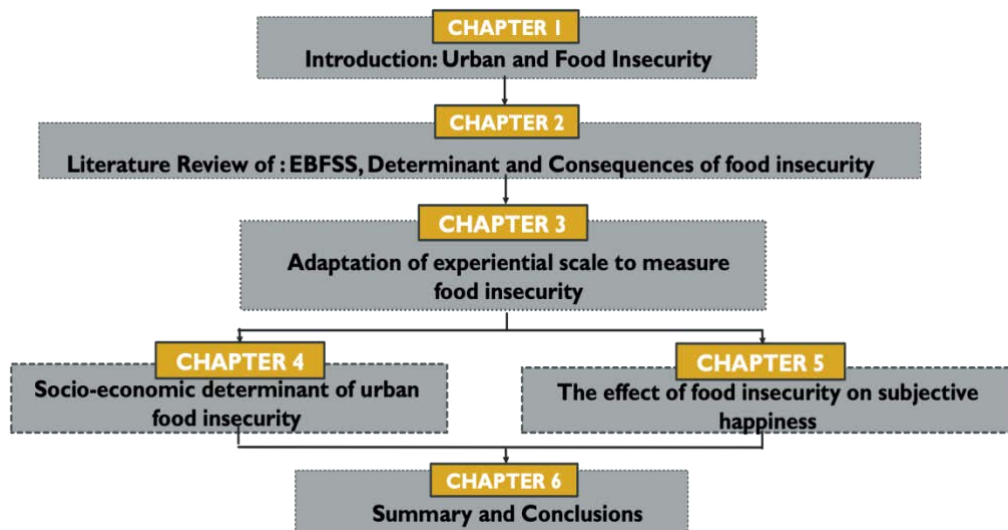 CHAPTER 1
Introduction: Urban and Food Insecurity
CHAPTER 2
Literature Review of : EBFSS, Determinant and Consequences of food insecurity
CHAPTER 3
Adaptation of experiential scale to measure
food insecurity
CHAPTER 4
Socio-economic determinant of urban
food insecurity
CHAPTER 5
The effect of food insecurity on subjective
happiness
CHAPTER 6
Summary and Conclusions